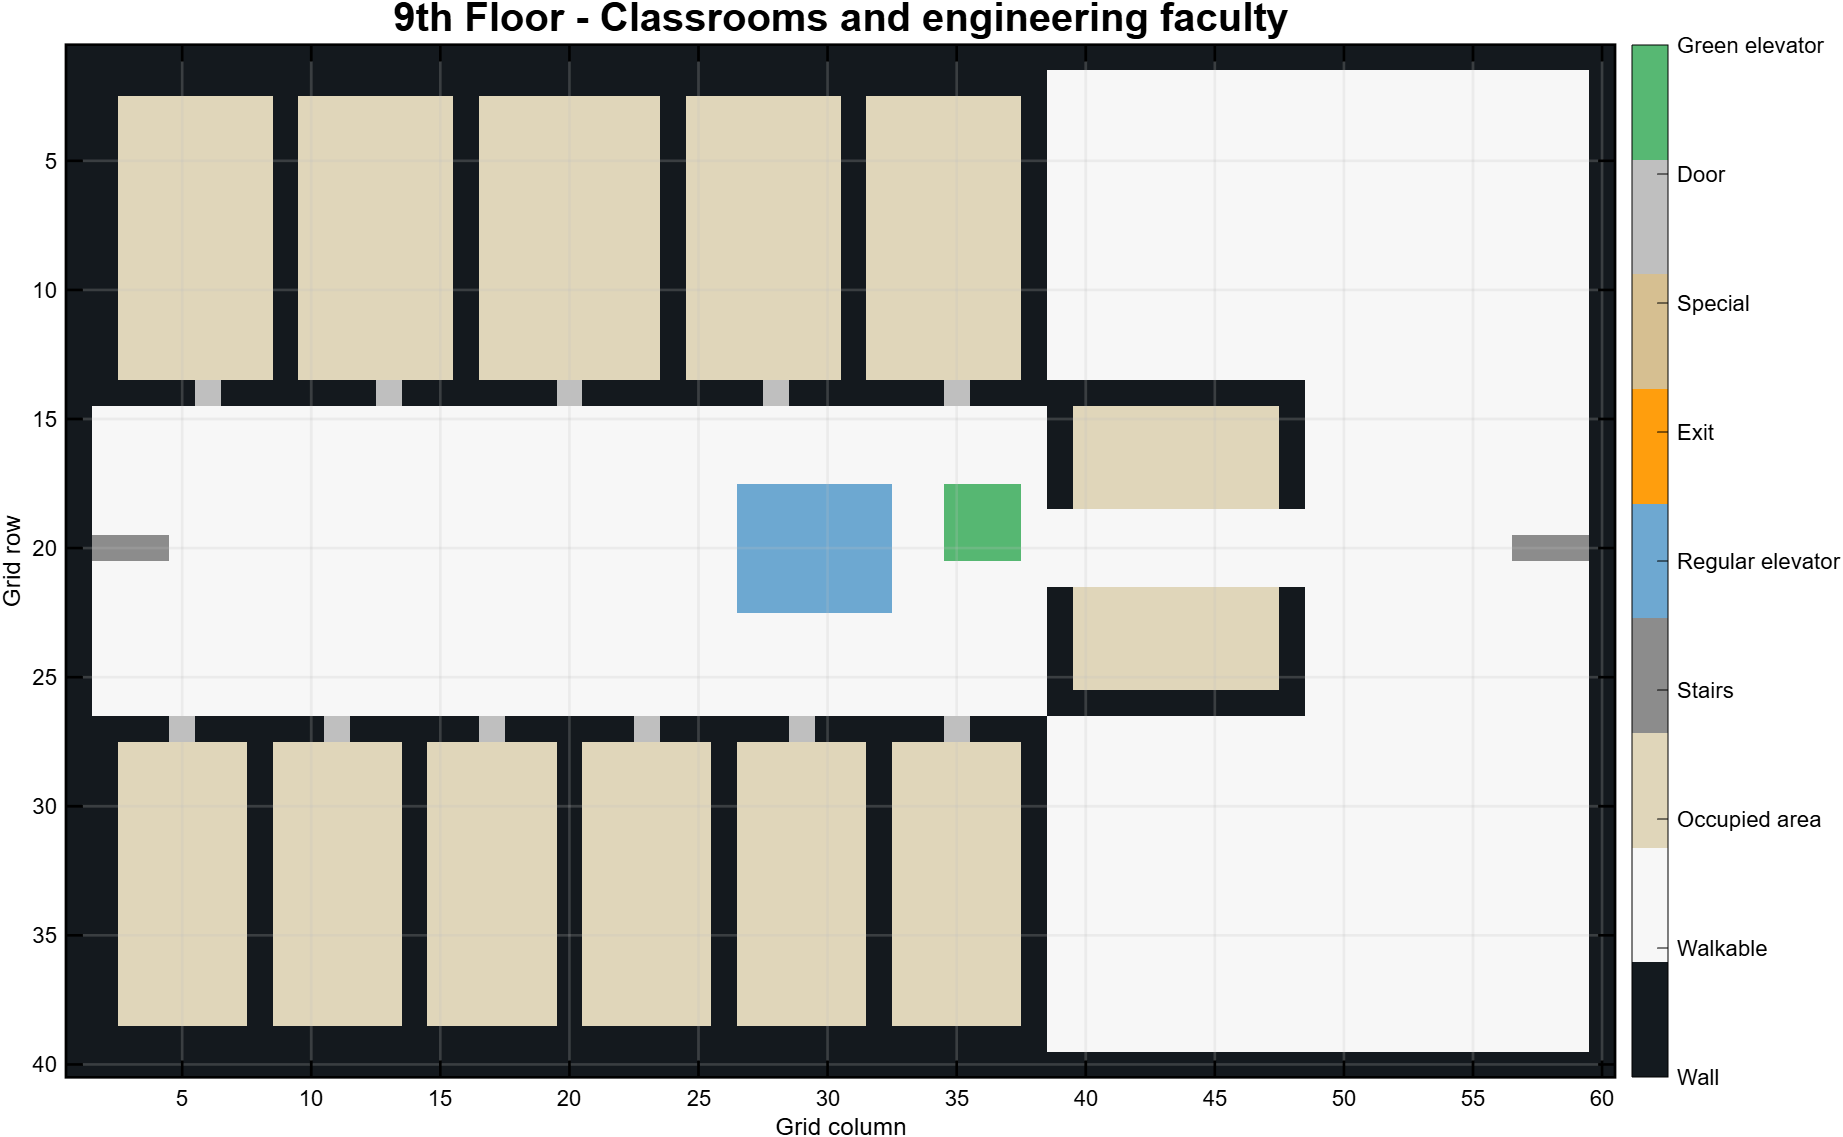 9th Floor - Classrooms and engineering faculty
Green elevator
Door
Special
Exit
Regular elevator
Stairs
Occupied area
Walkable
Wall
Grid row
5
10
15
20
25
30
35
40
5 10 15 20 25 30 35 40 45 50 55 60
Grid column